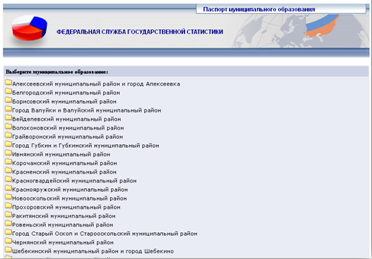 Паспорт муниципального образования
ФЕДЕРАЛЬНАЯ СЛУЖБА ГОСУДАРСТВЕННОЙ СТАТИСТИКИ
Выберите муниципальное образование:
Алексеевский муниципальный район и город Алексеевка
Белгородский муниципальный район
Борисовский муниципальный район
Город Валуйки и Валуйский муниципальный район
Вейделевский муниципальный район
Волоконовский муниципальный район
Грайворонский муниципальный район
Город Губкин и Губкинский муниципальный район
Ивнянский муниципальный район
Корочанский муниципальный район
Красненский муниципальный район
Красногвардейский муниципальный район
Краснояружский муниципальный район
Новооскольский муниципальный район
Прохоровский муниципальный район
Ракитянский муниципальный район
Ровеньский муниципальный район
Город Старый Оскол и Старооскольский муниципальный район
Чернянский муниципальный район
Шебекинский муниципальный район и город Шебекино